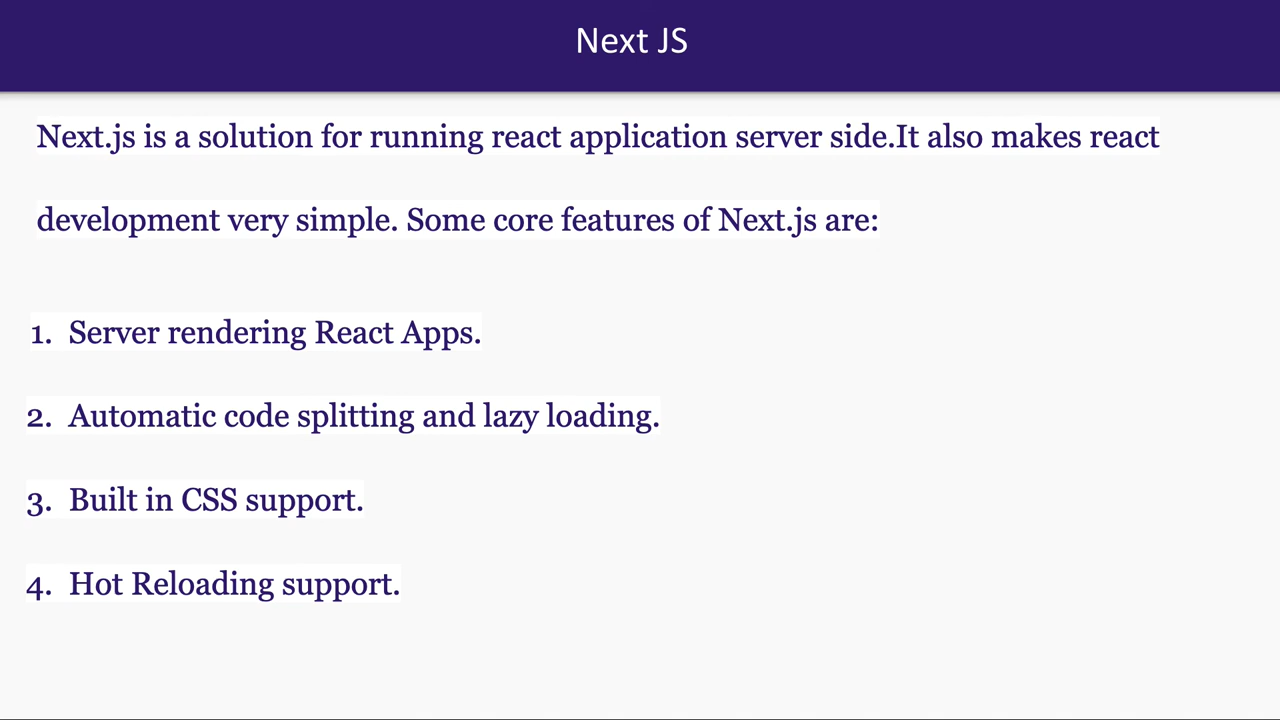 Next JS
Next.js is a solution for running react application server side.It also makes react
development very simple. Some core features of Next.js are:
1. Server rendering React Apps.
2. Automatic code splitting and lazy loading.
3. Built in CSS support.
4. Hot Reloading support.